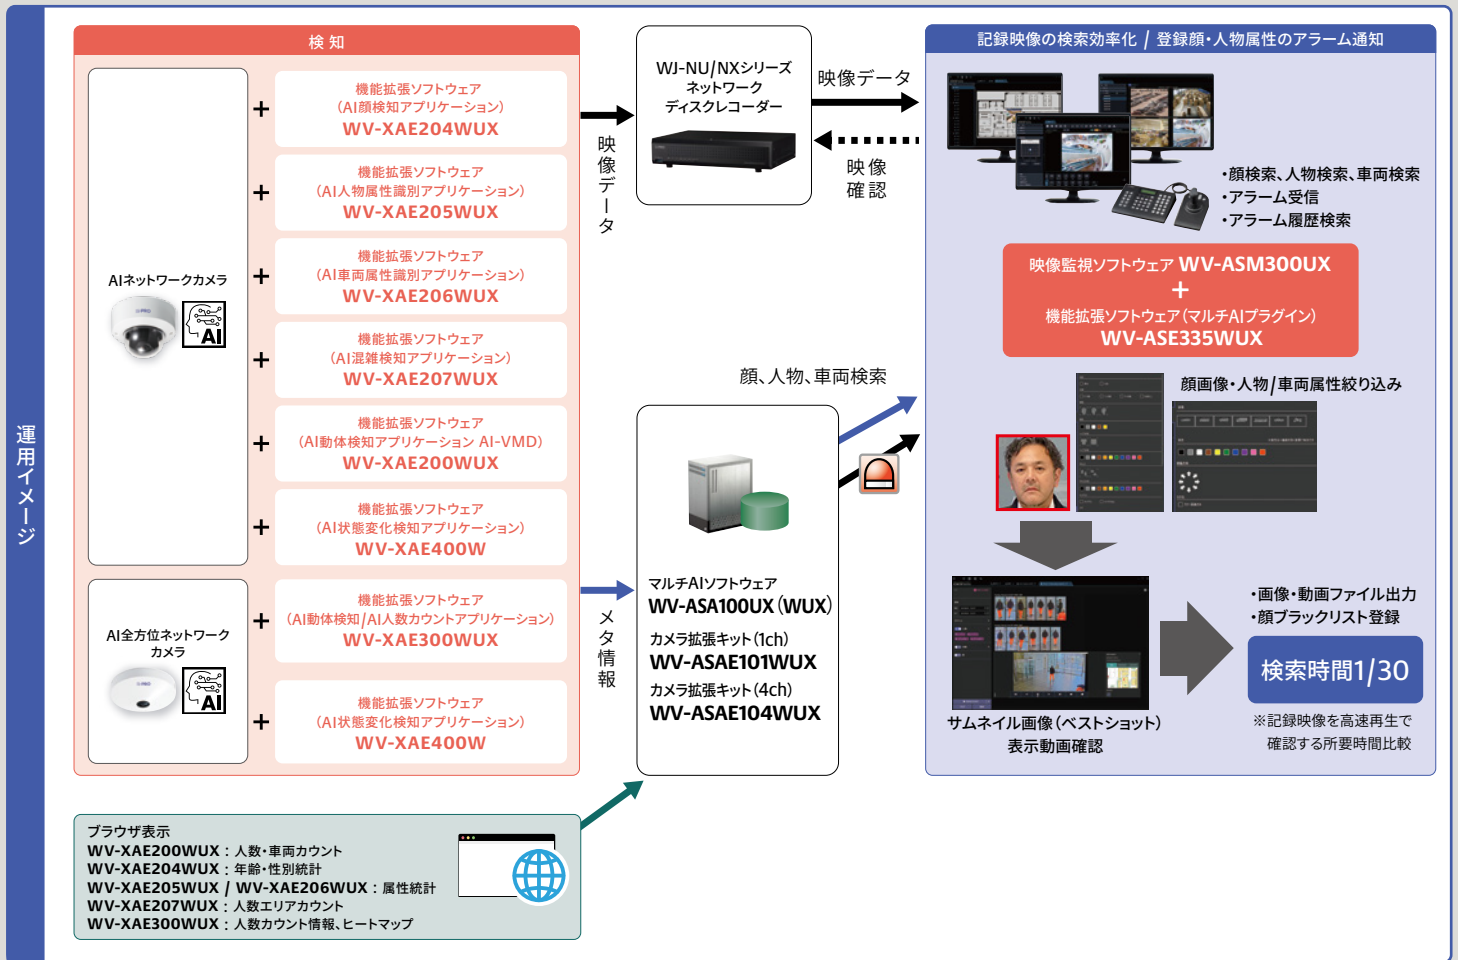 運用イメージ
検知
AIネットワークカメラ
AI
+
機能拡張ソフトウェア
(AI顔検知アプリケーション)
WV-XAE204WUX
+
機能拡張ソフトウェア
(AI人物属性識別アプリケーション)
WV-XAE205WUX
+
機能拡張ソフトウェア
(AI車両属性識別アプリケーション)
WV-XAE206WUX
+
機能拡張ソフトウェア
(AI混雑検知アプリケーション)
WV-XAE207WUX
+
機能拡張ソフトウェア
(AI動体検知アプリケーション AI-VMD)
WV-XAE200WUX
+
機能拡張ソフトウェア
(AI状態変化検知アプリケーション)
WV-XAE400W
AI全方位ネットワーク
カメラ
AI
+
機能拡張ソフトウェア
(AI動体検知/AI人数カウントアプリケーション)
WV-XAE300WUX
+
機能拡張ソフトウェア
(AI状態変化検知アプリケーション)
WV-XAE400W
映像データ
メタ情報
WJ-NU/NXシリーズ
ネットワーク
ディスクレコーダー
映像データ
映像
確認
顔、人物、車両検索
マルチAIソフトウェア
WV-ASA100UX(WUX)
カメラ拡張キット(1ch)
WV-ASAE101WUX
カメラ拡張キット(4ch)
WV-ASAE104WUX
記録映像の検索効率化 / 登録顔・人物属性のアラーム通知
・顔検索、人物検索、車両検索
・アラーム受信
・アラーム履歴検索
映像監視ソフトウェア WV-ASM300UX
+
機能拡張ソフトウェア(マルチAIプラグイン)
WV-ASE335WUX
顔画像・人物/車両属性絞り込み
サムネイル画像(ベストショット)
表示動画確認
・画像・動画ファイル出力
・顔ブラックリスト登録
検索時間1/30
※記録映像を高速再生で
確認する所要時間比較
ブラウザ表示
WV-XAE200WUX:人数・車両カウント
WV-XAE204WUX:年齢・性別統計
WV-XAE205WUX / WV-XAE206WUX:属性統計
WV-XAE207WUX:人数エリアカウント
WV-XAE300WUX:人数カウント情報、ヒートマップ